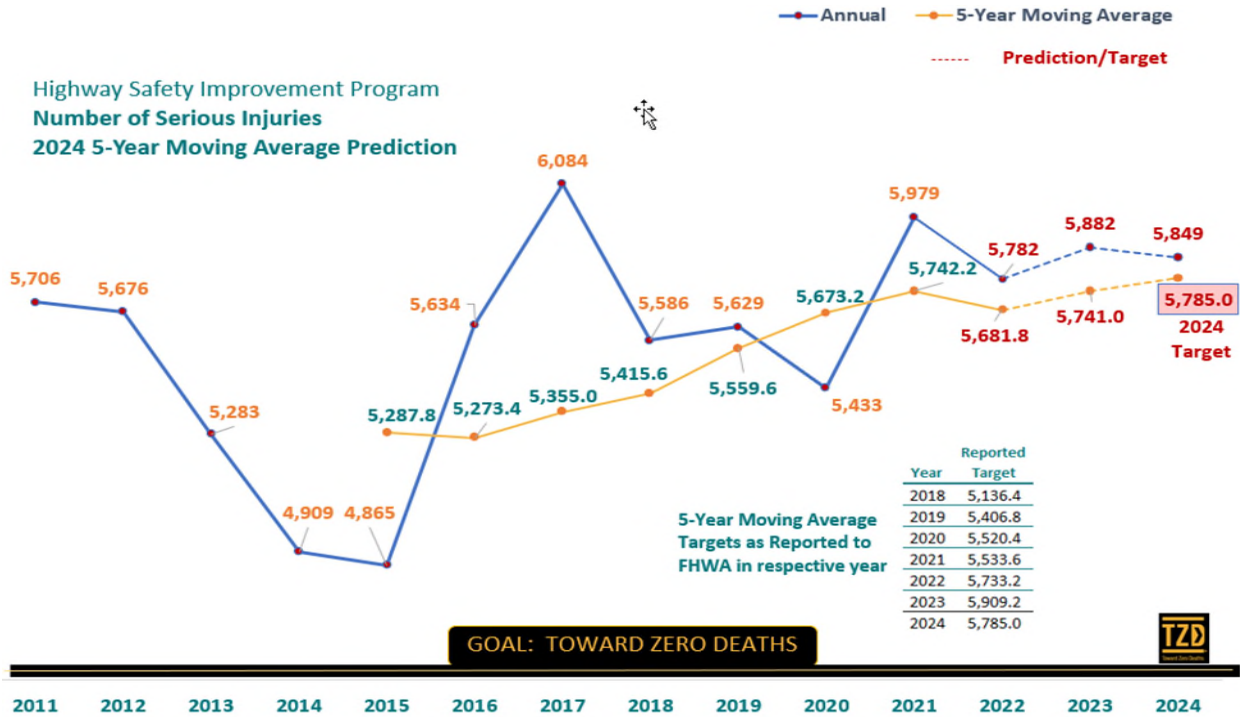 Annual
5-Year Moving Average
Prediction/Target
Highway Safety Improvement Program
Number of Serious Injuries
2024 5-Year Moving Average Prediction
5,706
5,676
5,283
4,909
4,865
5,634
6,084
5,586
5,629
5,433
5,979
5,782
5,882
5,849
5,287.8
5,273.4
5,355.0
5,415.6
5,559.6
5,673.2
5,742.2
5,681.8
5,741.0
5,785.0
2024
Target
5-Year Moving Average
Targets as Reported to
FHWA in respective year
Reported
Year Target
2018 5,136.4
2019 5,406.8
2020 5,520.4
2021 5,533.6
2022 5,733.2
2023 5,909.2
2024 5,785.0
GOAL: TOWARD ZERO DEATHS
TZD
Toward Zero Deaths
2011 2012 2013 2014 2015 2016 2017 2018 2019 2020 2021 2022 2023 2024